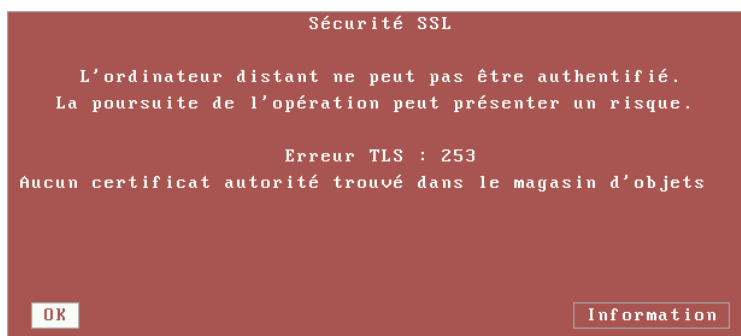 Sécurité SSL
L'ordinateur distant ne peut pas être authentifié.
La poursuite de l'opération peut présenter un risque.
Erreur TLS : 253
Aucun certificat autorité trouvé dans le magasin d'objets
OK
Information